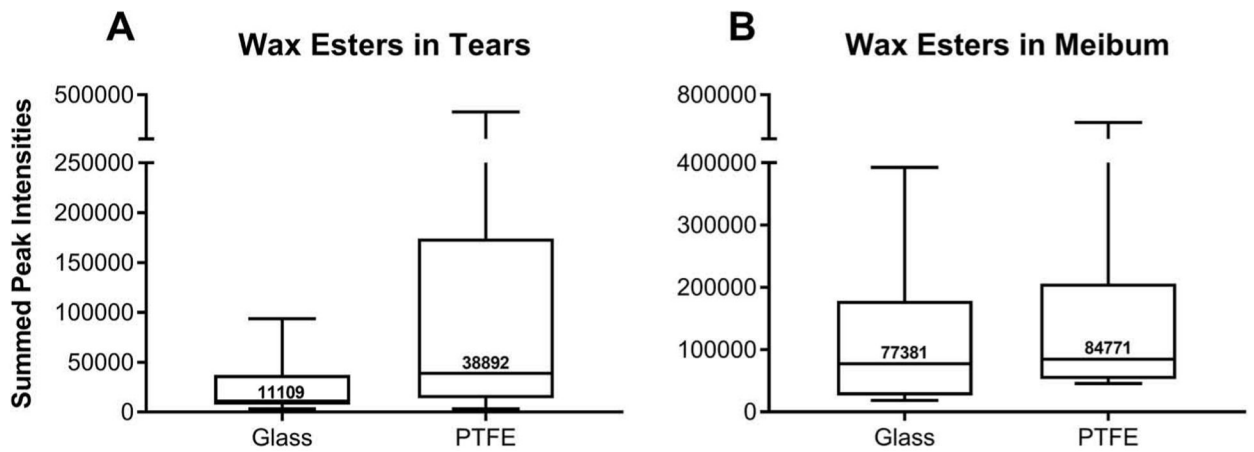 A
Wax Esters in Tears
Summed Peak Intensities
500000
250000
200000
150000
100000
50000
0
11109
38892
Glass
PTFE
B
Wax Esters in Meibum
800000
400000
300000
200000
100000
0
77381
84771
Glass
PTFE